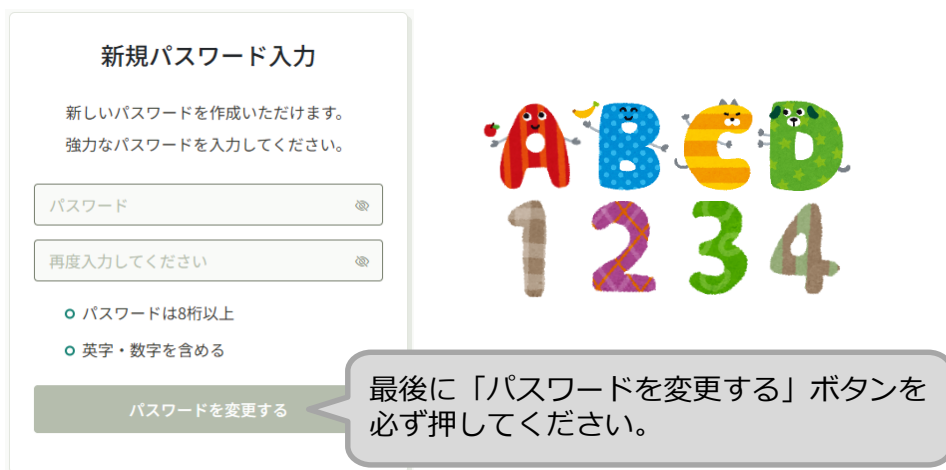 新規パスワード入力
新しいパスワードを作成いただけます。
強力なパスワードを入力してください。
パスワード
再度入力してください
パスワードは8桁以上
英字・数字を含める
パスワードを変更する
ABCD
1234
最後に「パスワードを変更する」ボタンを
必ず押してください。